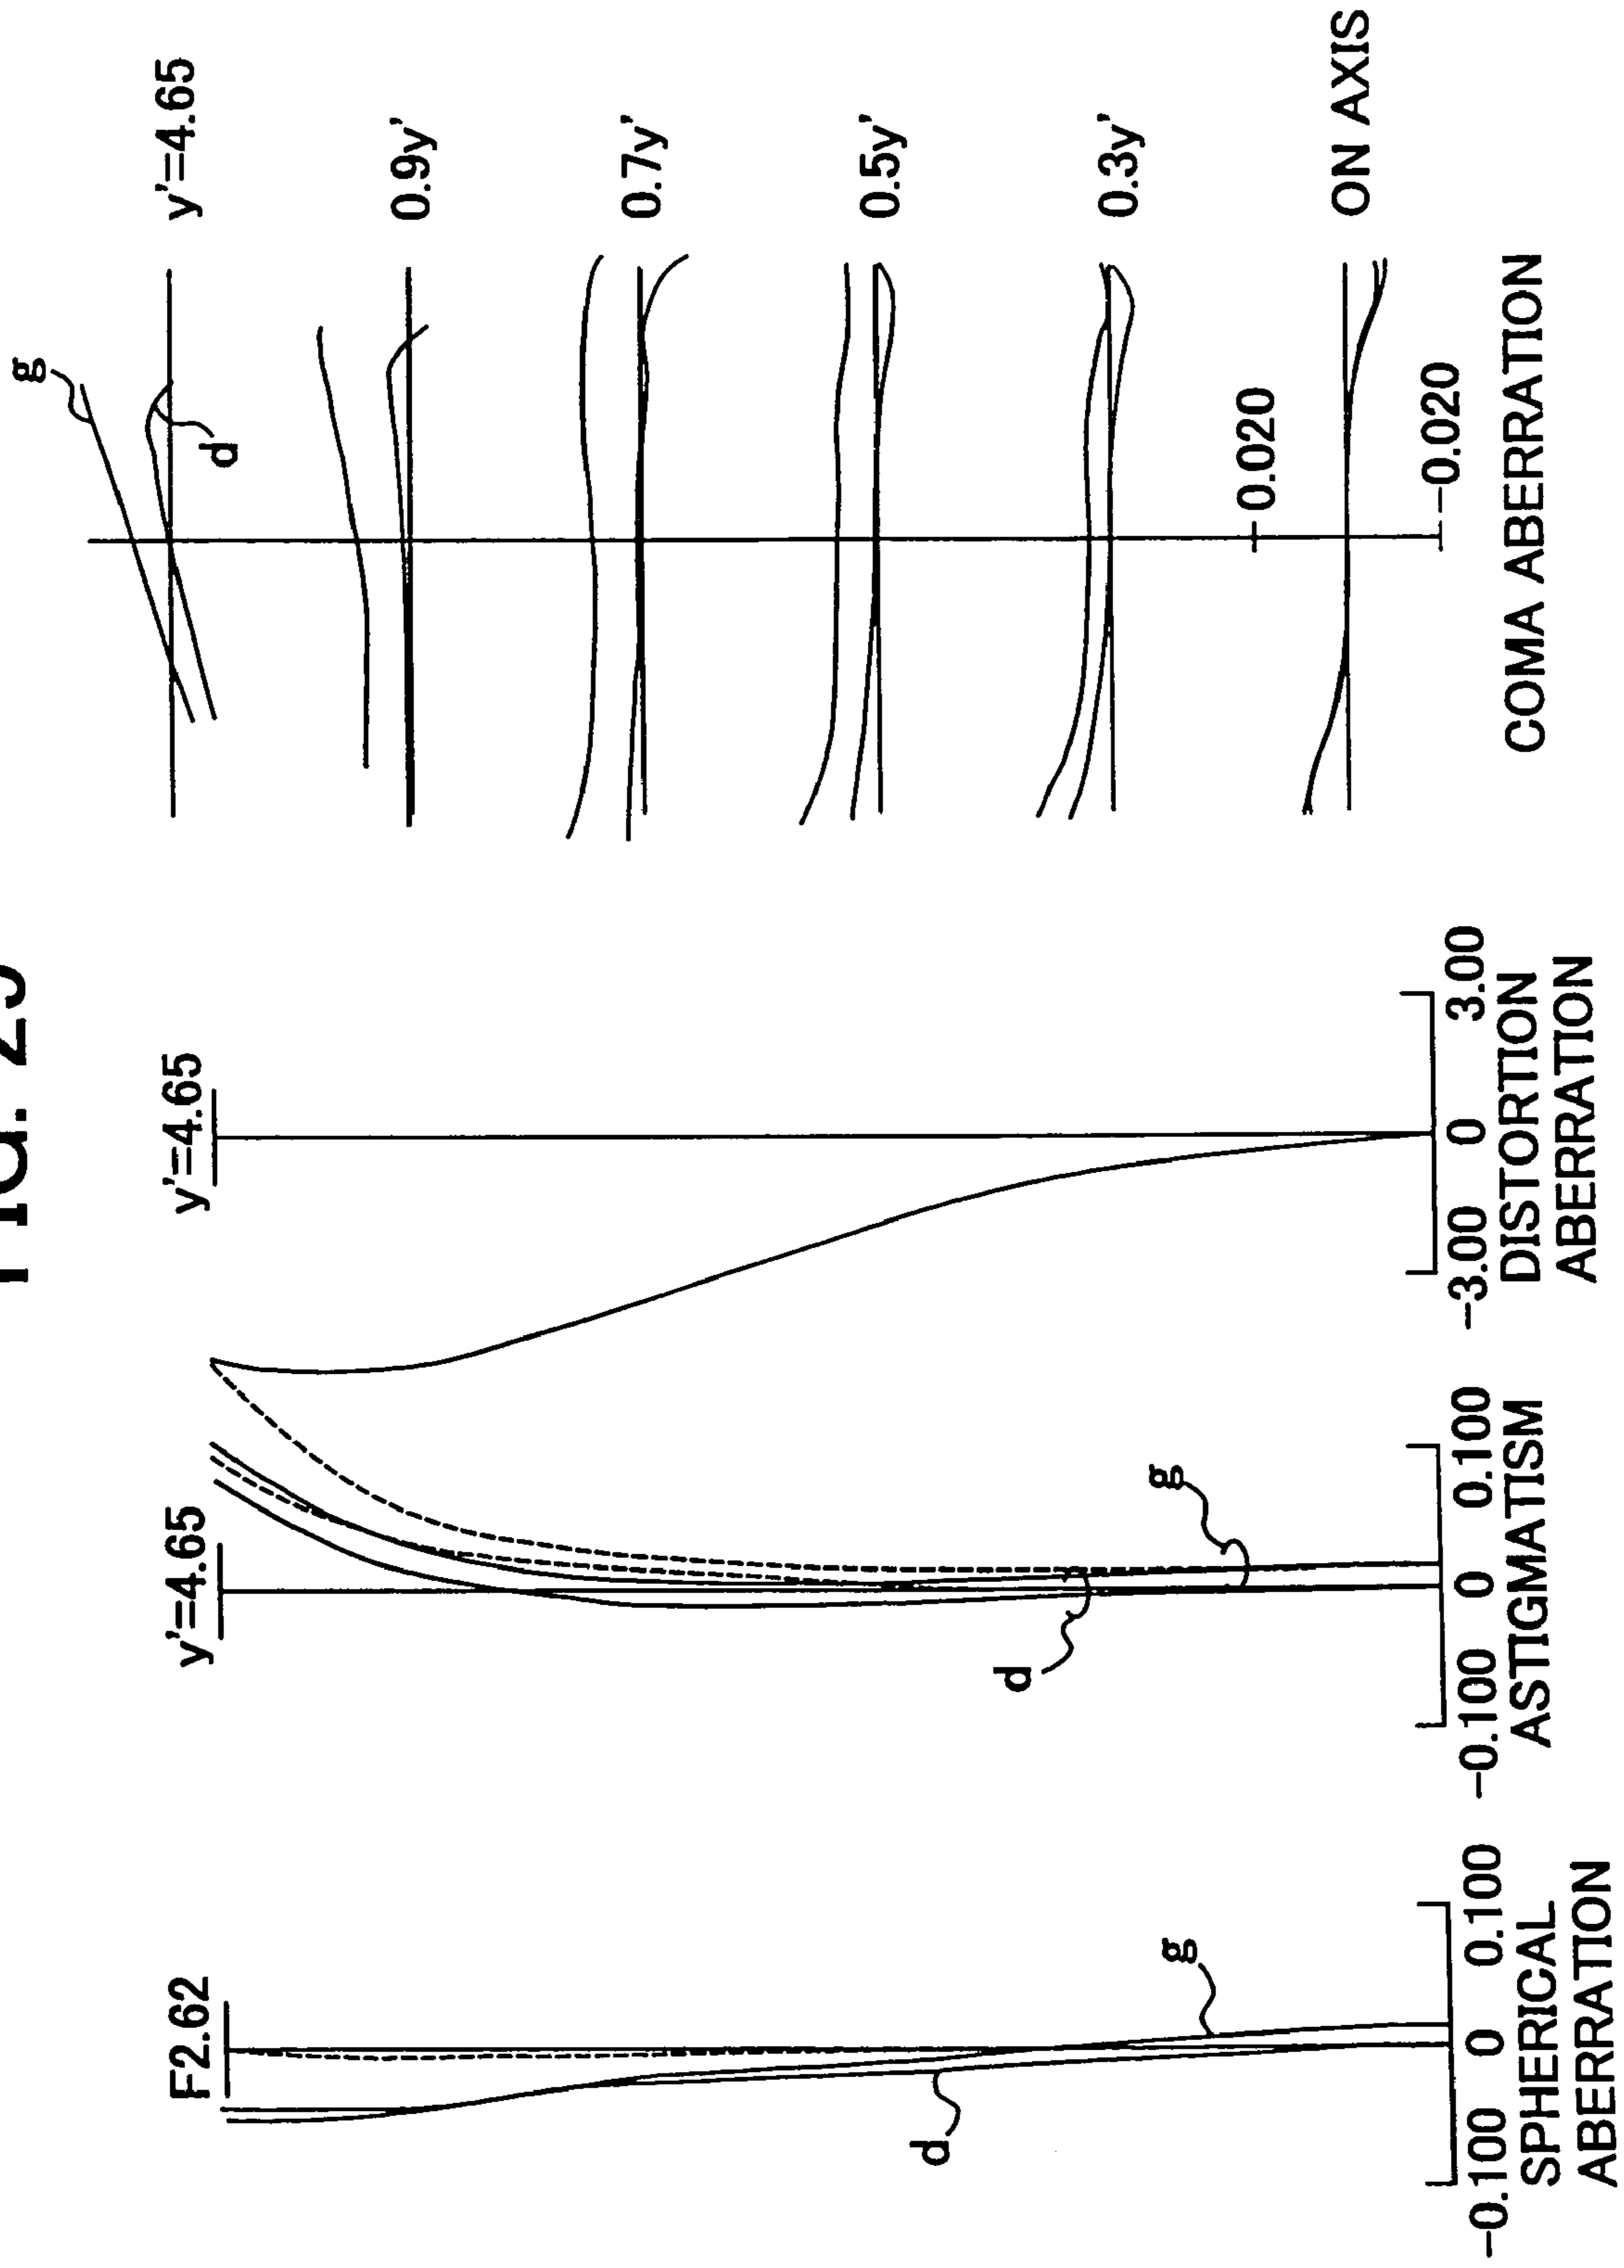 FIG.
F2.62
d
g
-0.100
0
0.100
SPHERICAL
ABERRATION
y'=4.65
d
g
-0.100
0
0.100
ASTIGMATISM
y'=4.65
-3.00
0
3.00
DISTORTION
ABERRATION
g
d
y'=4.65
0.9y'
0.7y'
0.5y'
0.3y'
0.020
ON AXIS
-0.020
COMA ABERRATION